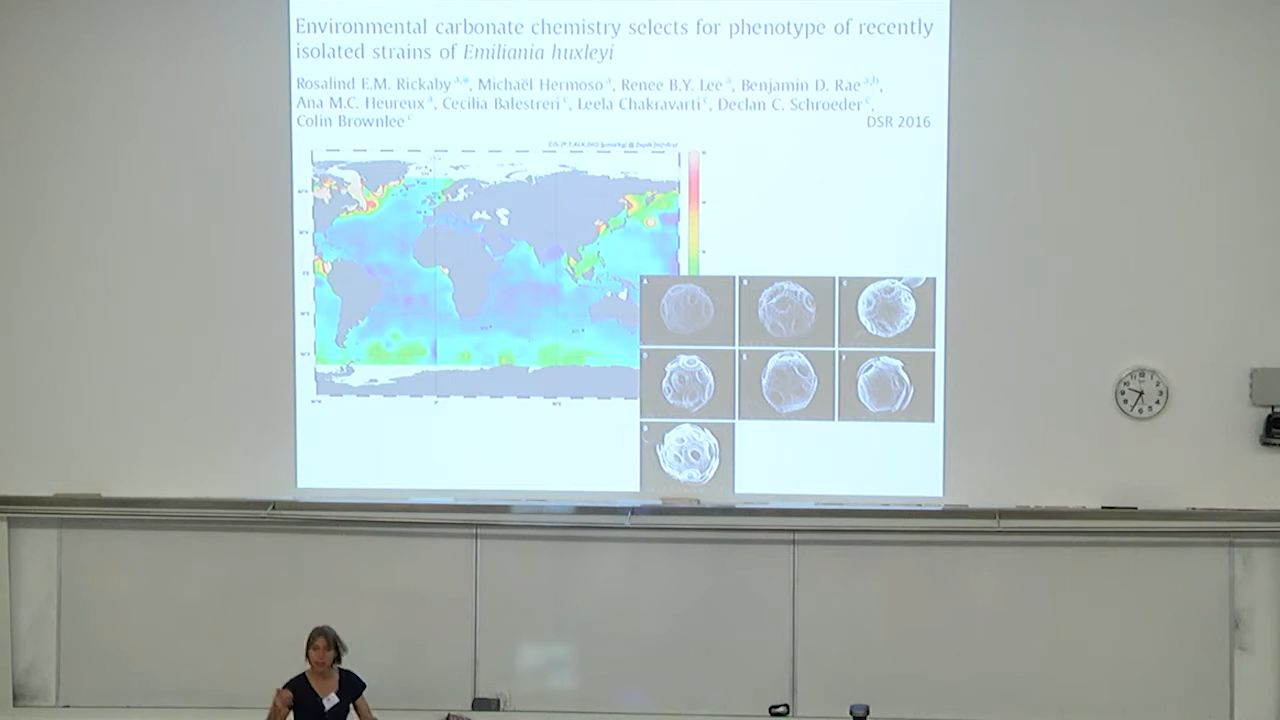 Environmental carbonate chemistry selects for phenotype of recently
isolated strains of Emiliania huxleyi
Rosalind E.M. Rickaby a,*, Michaël Hermoso a, Renee B.Y. Lee a, Benjamin D. Rae a,b,
Ana M.C. Heureux a, Cecilia Balestreri c, Leela Chakravarti c, Declan C. Schroeder c,
Colin Brownlee c
DSR 2016